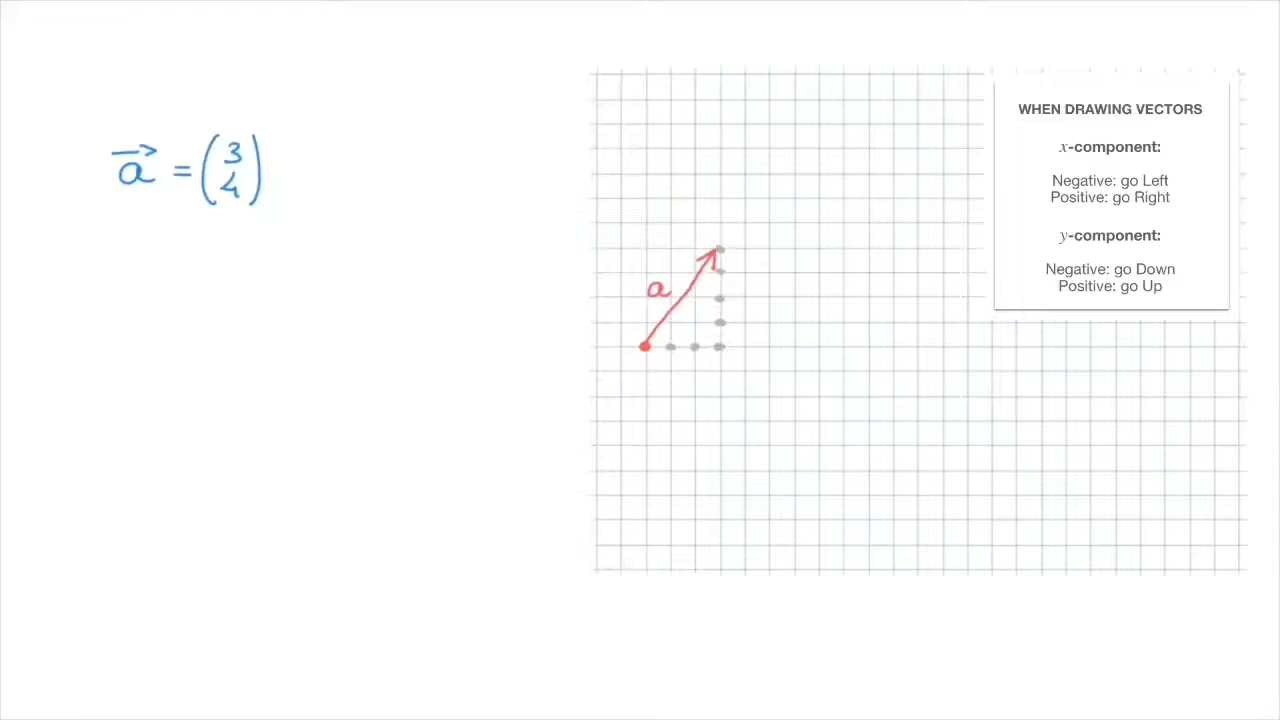 a = (3
4)
a
WHEN DRAWING VECTORS
x-component:
Negative: go Left
Positive: go Right
y-component:
Negative: go Down
Positive: go Up